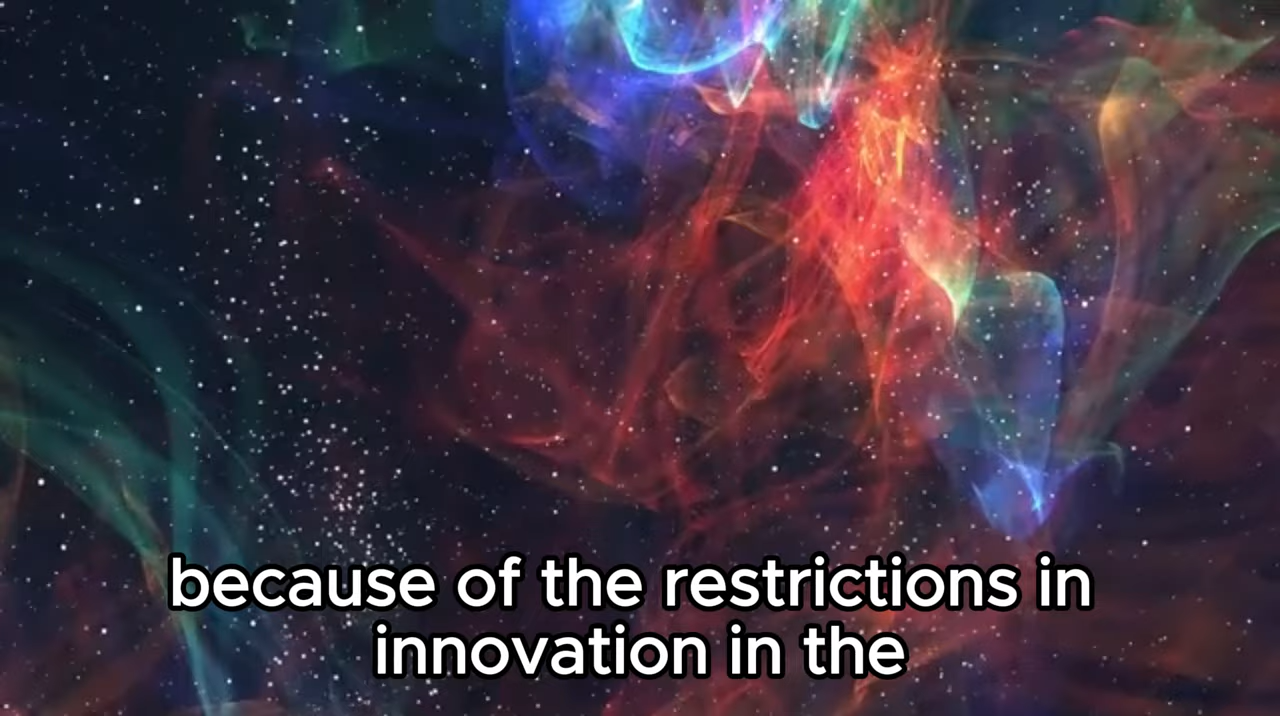 because of the restrictions in
innovation in the